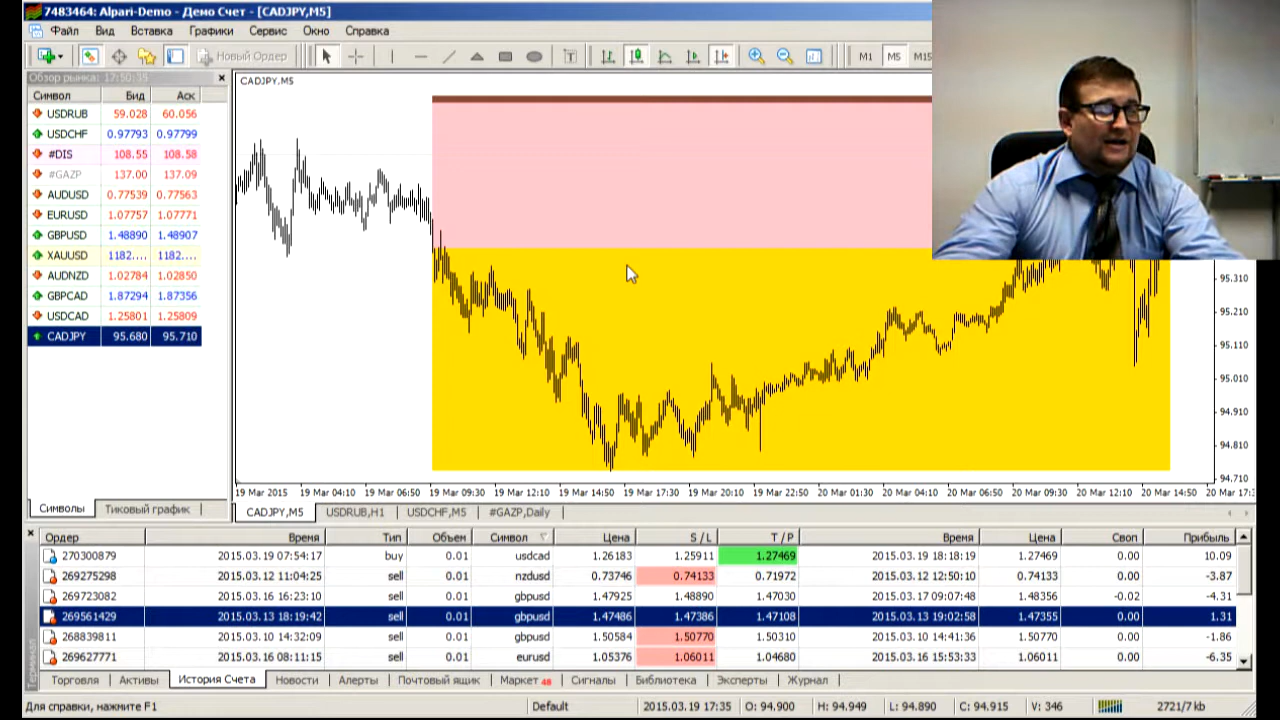 7483464: Alpari-Demo - Демо Счет - [CADJPY,M5]
Файл Вид Вставка Графики Сервис Окно Справка
Новый Ордер M1 M5 M15
Обзор рынка: 17:50:35
Символ Бид Аск
USDRUB 59.028 60.056
USDCHF 0.97793 0.97799
#DIS 108.55 108.58
#GAZP 137.00 137.09
AUDUSD 0.77539 0.77563
EURUSD 1.07757 1.07771
GBPUSD 1.48890 1.48907
XAUUSD 1182.... 1182....
AUDNZD 1.02784 1.02850
GBPCAD 1.87294 1.87356
USDCAD 1.25801 1.25809
CADJPY 95.680 95.710
Символы Тиковый график
CADJPY,M5
95.310
95.210
95.110
95.010
94.910
94.810
94.710
19 Mar 2015 19 Mar 04:10 19 Mar 06:50 19 Mar 09:30 19 Mar 12:10 19 Mar 14:50 19 Mar 17:30 19 Mar 20:10 19 Mar 22:50 20 Mar 01:30 20 Mar 04:10 20 Mar 06:50 20 Mar 09:30 20 Mar 12:10 20 Mar 14:50 20 Mar 17:
CADJPY,M5 USDRUB,H1 USDCHF,M5 #GAZP,Daily
Ордер Время Тип Объем Символ Цена S / L T / P Время Цена Своп Прибыль
270300879 2015.03.19 07:54:17 buy 0.01 usdcad 1.26183 1.25911 1.27469 2015.03.19 18:18:19 1.27469 0.00 10.09
269275298 2015.03.12 11:04:25 sell 0.01 nzdusd 0.73746 0.74133 0.71972 2015.03.12 12:50:10 0.74133 0.00 -3.87
269723082 2015.03.16 16:23:10 sell 0.01 gbpusd 1.47925 1.48890 1.47030 2015.03.17 09:07:48 1.48356 -0.02 -4.31
269561429 2015.03.13 18:19:42 sell 0.01 gbpusd 1.47486 1.47386 1.47108 2015.03.13 19:02:58 1.47355 0.00 1.31
268839811 2015.03.10 14:32:09 sell 0.01 gbpusd 1.50584 1.50770 1.50310 2015.03.10 14:41:36 1.50770 0.00 -1.86
269627771 2015.03.16 08:11:15 sell 0.01 eurusd 1.05376 1.06011 1.04680 2015.03.16 15:53:33 1.06011 0.00 -6.35
Терминал
Торговля Активы История Счета Новости Алерты Почтовый ящик Маркет 48 Сигналы Библиотека Эксперты Журнал
Для справки, нажмите F1 Default 2015.03.19 17:35 O: 94.900 H: 94.949 L: 94.890 C: 94.915 V: 346 2721/7 kb